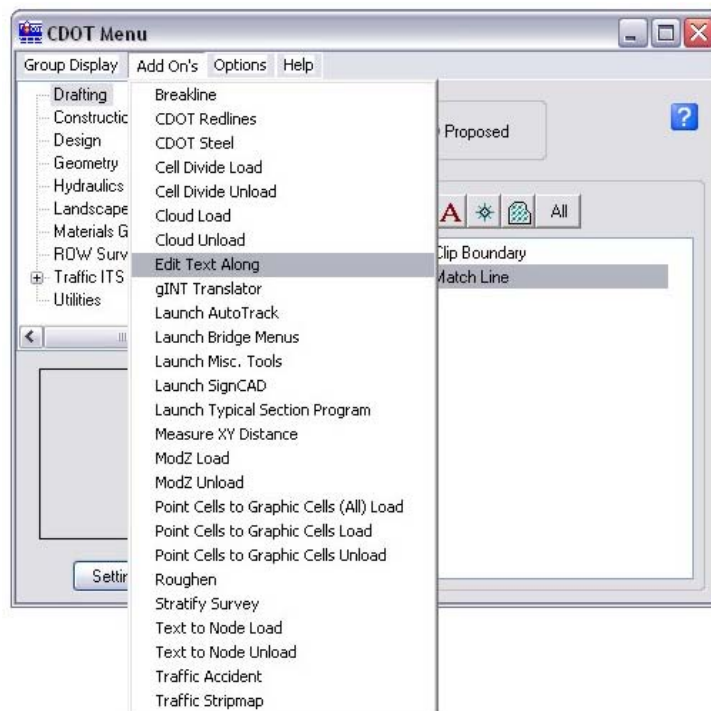 CDOT Menu
Group Display Add On's Options Help
Drafting
Constructic
Design
Geometry
Hydraulics
Landscape
Materials G
ROW Surv
Traffic ITS
Utilities
Breakline
CDOT Redlines
CDOT Steel
Cell Divide Load
Cell Divide Unload
Cloud Load
Cloud Unload
Edit Text Along
gINT Translator
Launch AutoTrack
Launch Bridge Menus
Launch Misc. Tools
Launch SignCAD
Launch Typical Section Program
Measure XY Distance
ModZ Load
ModZ Unload
Point Cells to Graphic Cells (All) Load
Point Cells to Graphic Cells Load
Point Cells to Graphic Cells Unload
Roughen
Stratify Survey
Text to Node Load
Text to Node Unload
Traffic Accident
Traffic Stripmap
Proposed
A All
Clip Boundary
Match Line
Settin